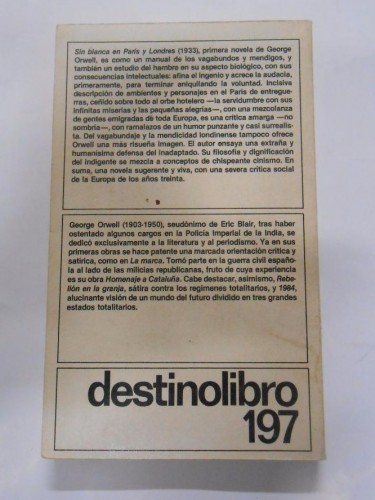 Sin blanca en París y Londres (1933), primera novela de George
Orwell, es como un manual de los vagabundos y mendigos, y
también un estudio del hambre en su aspecto biológico, con sus
consecuencias intelectuales: afina el ingenio y acrece la audacia,
primeramente, para terminar aniquilando la voluntad. Incisiva
descripción de ambientes y personajes en el París de entregue-
rras, ceñido sobre todo al orbe hotelero —la servidumbre con sus
infinitas miserias y las pequeñas alegrías—, con una mezcolanza
de gentes emigradas de toda Europa, es una crítica amarga —no
sombría—, con ramalazos de un humor punzante y casi surrealis-
ta. Del vagabundaje y la mendicidad londinense tampoco ofrece
Orwell una más risueña imagen. El autor ensaya una extraña y
humanísima defensa del inadaptado. Su filosofía y dignificación
del indigente se mezcla a conceptos de chispeante cinismo. En
suma, una novela sugerente y viva, con una severa crítica social
de la Europa de los años treinta.
George Orwell (1903-1950), seudónimo de Eric Blair, tras haber
ostentado algunos cargos en la Policía Imperial de la India, se
dedicó exclusivamente a la literatura y al periodismo. Ya en sus
primeras obras se hace patente una marcada orientación crítica y
satírica, como en La marca. Tomó parte en la guerra civil españo-
la al lado de las milicias republicanas, fruto de cuya experiencia
es su obra Homenaje a Cataluña. Cabe destacar, asimismo, Rebe-
lión en la granja, sátira contra los regímenes totalitarios, y 1984,
alucinante visión de un mundo del futuro dividido en tres grandes
estados totalitarios.
destinolibro
197